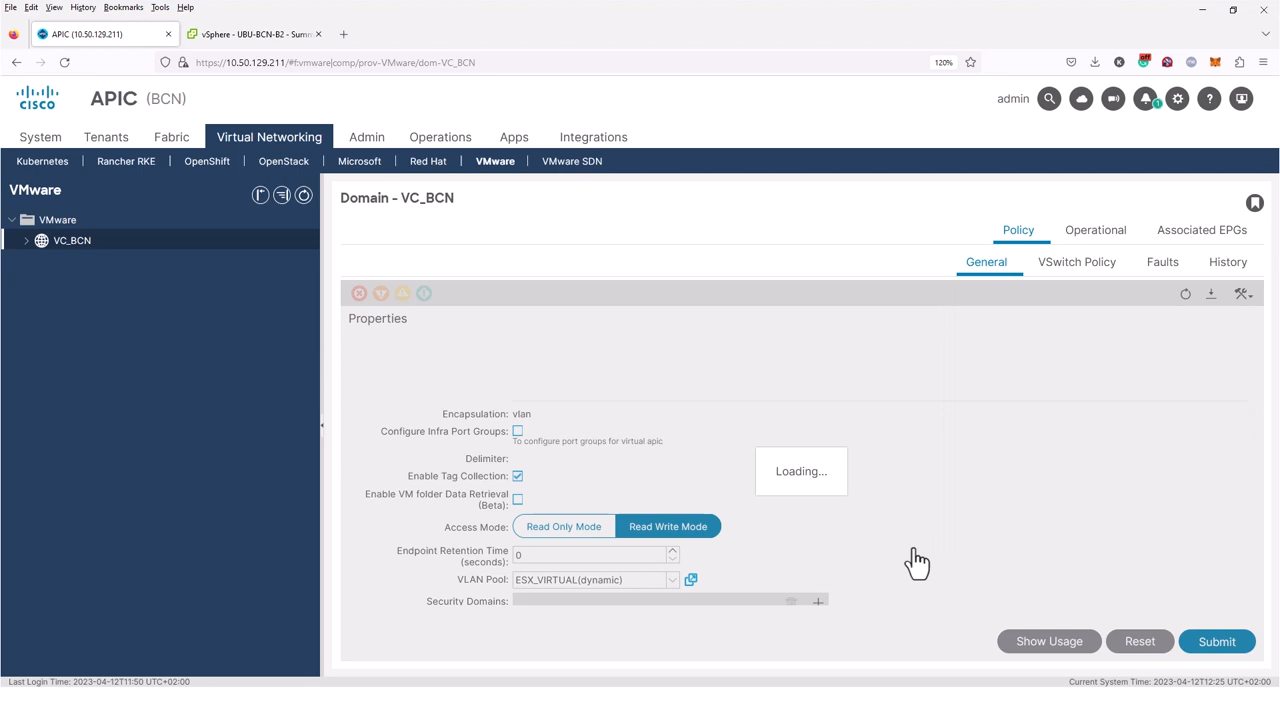 File Edit View History Bookmarks Tools Help
APIC (10.50.129.211) vSphere - UBU-BCN-B2 - Summ
https://10.50.129.211/#f:vmware|comp/prov-VMware/dom-VC_BCN 120%
CISCO APIC (BCN) admin 1
System Tenants Fabric Virtual Networking Admin Operations Apps Integrations
Kubernetes Rancher RKE OpenShift OpenStack Microsoft Red Hat VMware VMware SDN
VMware
VMware
VC_BCN
Domain - VC_BCN
Policy Operational Associated EPGs
General VSwitch Policy Faults History
Properties
Encapsulation: vlan
Configure Infra Port Groups:
To configure port groups for virtual apic
Delimiter:
Enable Tag Collection:
Enable VM folder Data Retrieval
(Beta):
Loading...
Access Mode: Read Only Mode Read Write Mode
Endpoint Retention Time
(seconds): 0
VLAN Pool: ESX_VIRTUAL(dynamic)
Security Domains:
Show Usage Reset Submit
Last Login Time: 2023-04-12T11:50 UTC+02:00 Current System Time: 2023-04-12T12:25 UTC+02:00